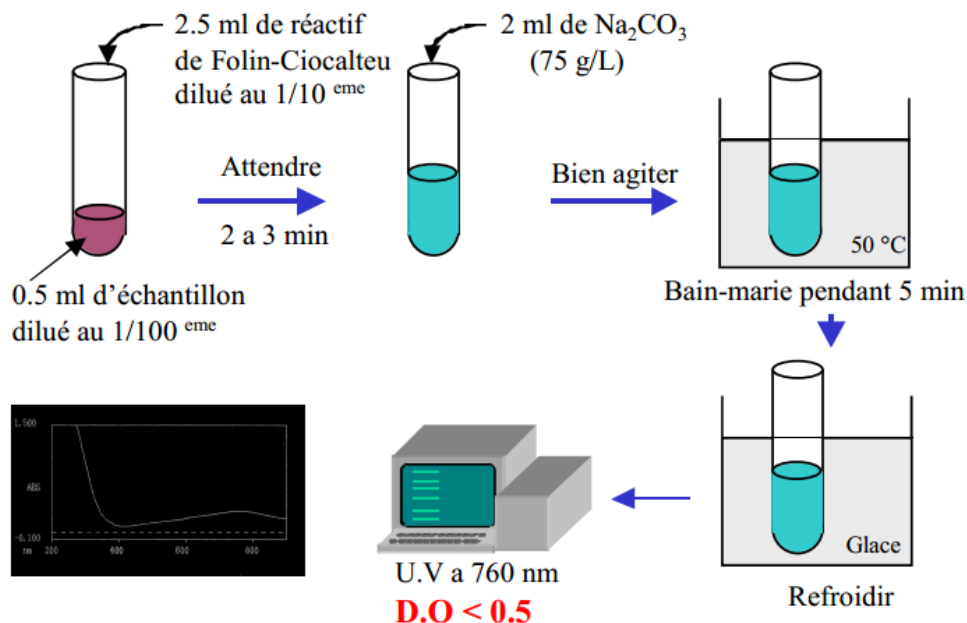 2.5 ml de réactif
de Folin-Ciocalteu
dilué au 1/10 eme
2 ml de Na₂CO₃
(75 g/L)
Attendre
2 a 3 min
Bien agiter
50 °C
0.5 ml d’échantillon
dilué au 1/100 eme
Bain-marie pendant 5 min
1.500
ABS
-0.100
nm 200 400 600 800
Glace
U.V a 760 nm
D.O < 0.5
Refroidir